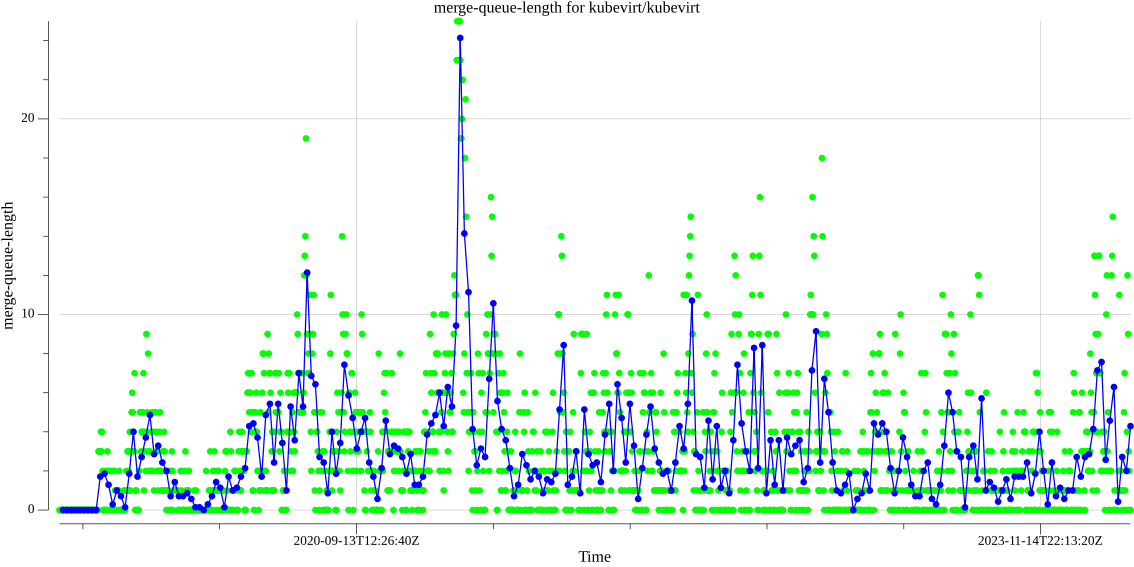 merge-queue-length for kubevirt/kubevirt
merge-queue-length
20
10
0
2020-09-13T12:26:40Z
2023-11-14T22:13:20Z
Time